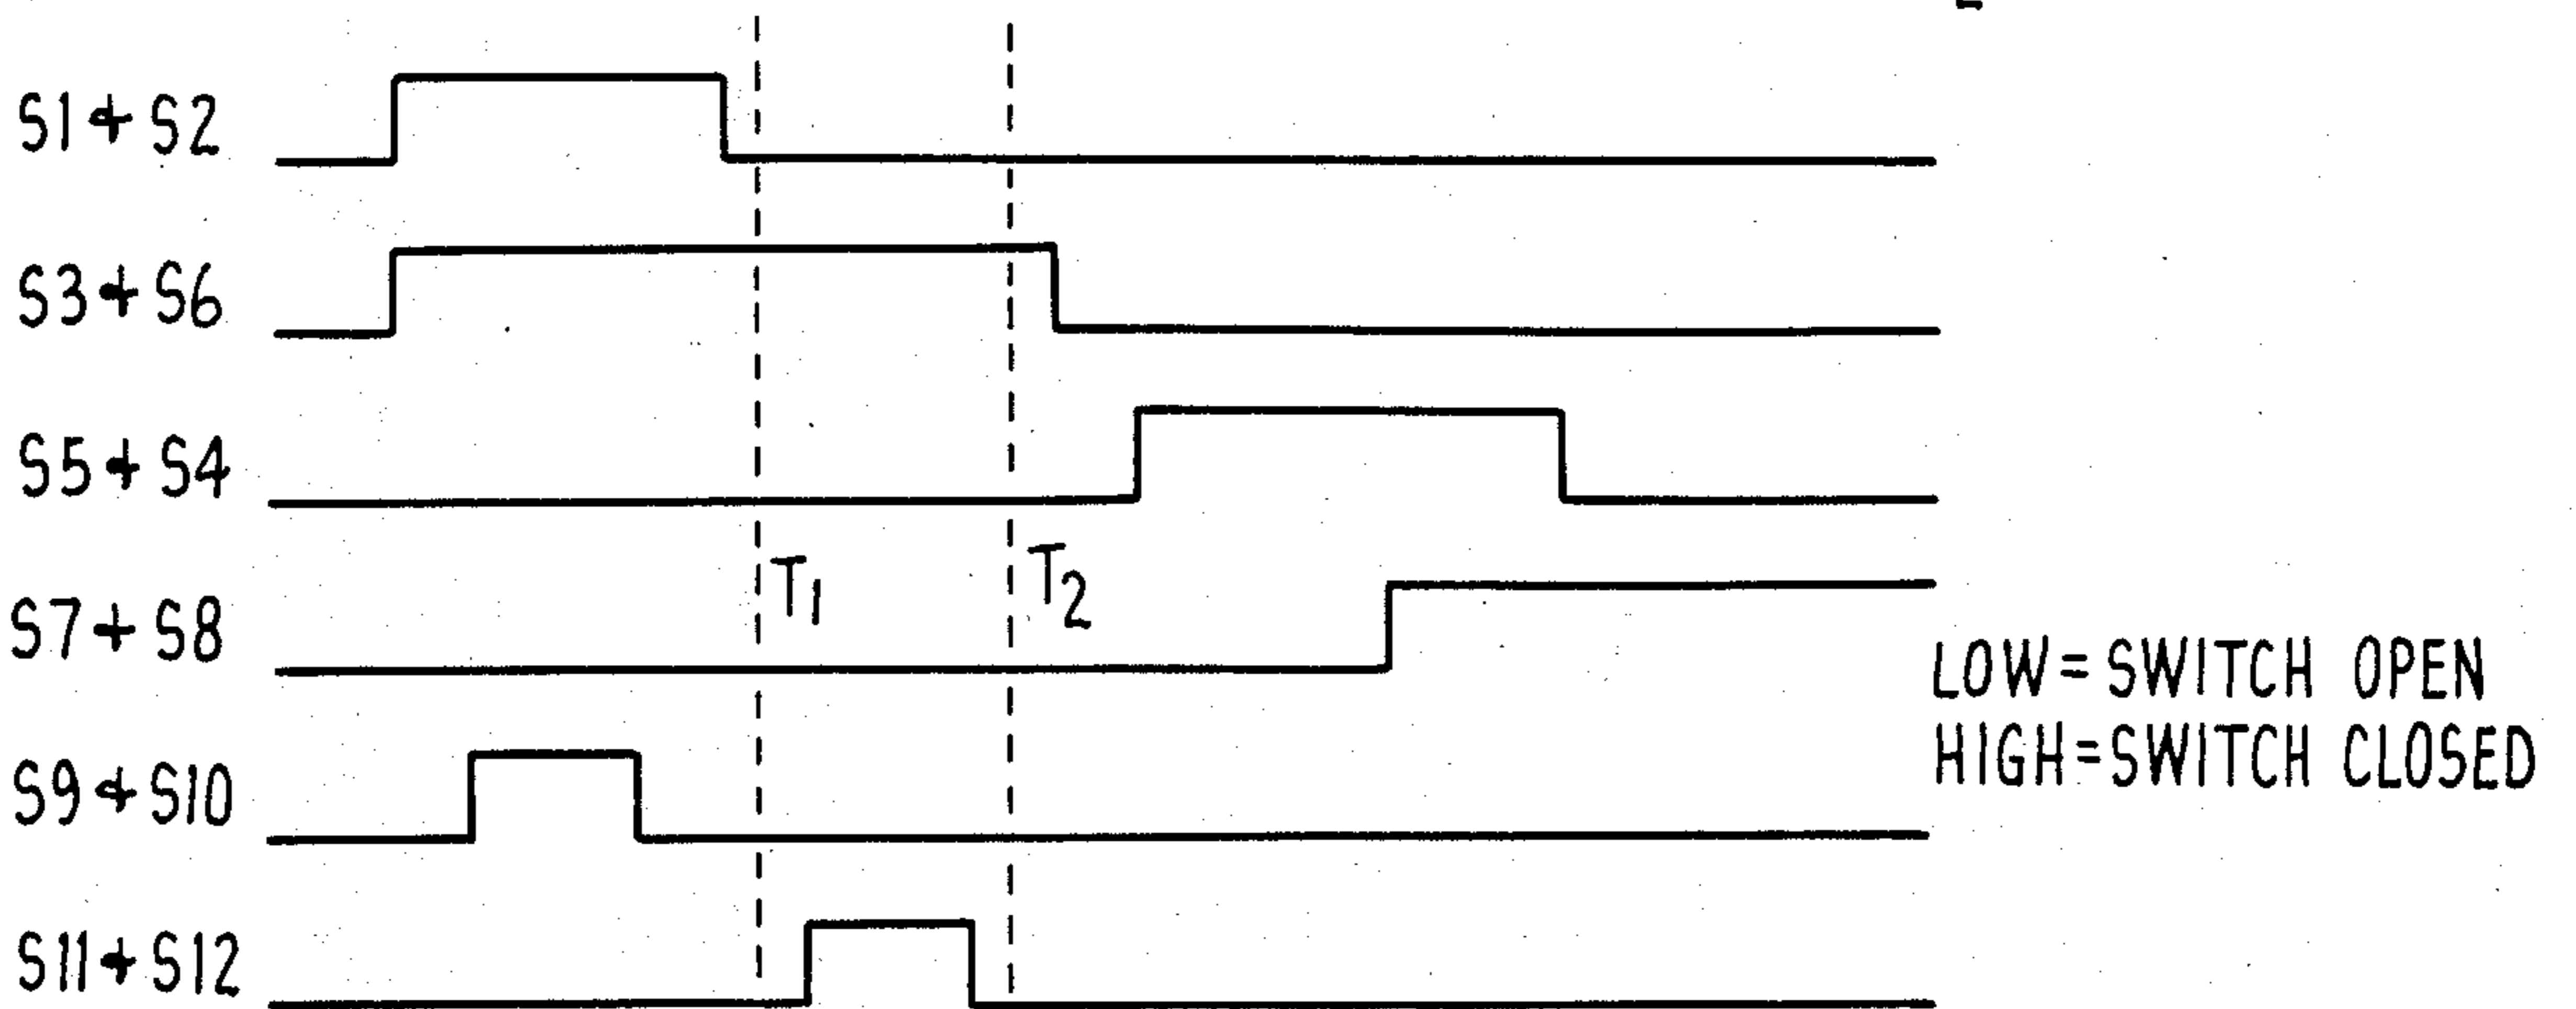 S1+S2
S3+S6
S5+S4
T1
T2
S7+S8
LOW=SWITCH OPEN
HIGH=SWITCH CLOSED
S9+S10
S11+S12